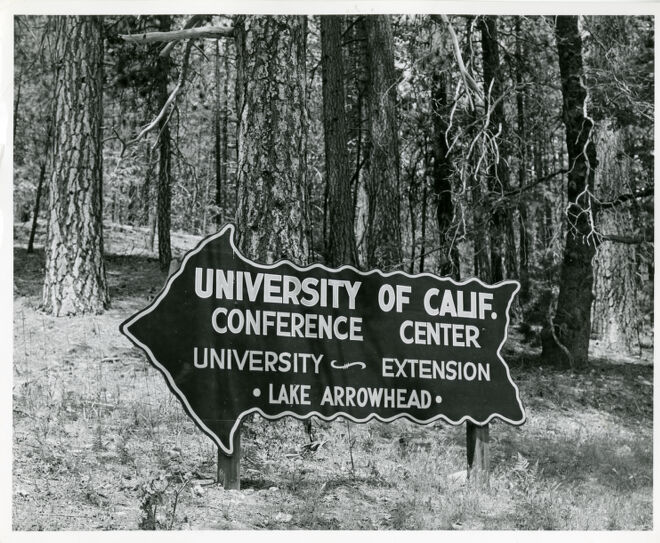 UNIVERSITY OF CALIF.
CONFERENCE CENTER
UNIVERSITY ~ EXTENSION
• LAKE ARROWHEAD •